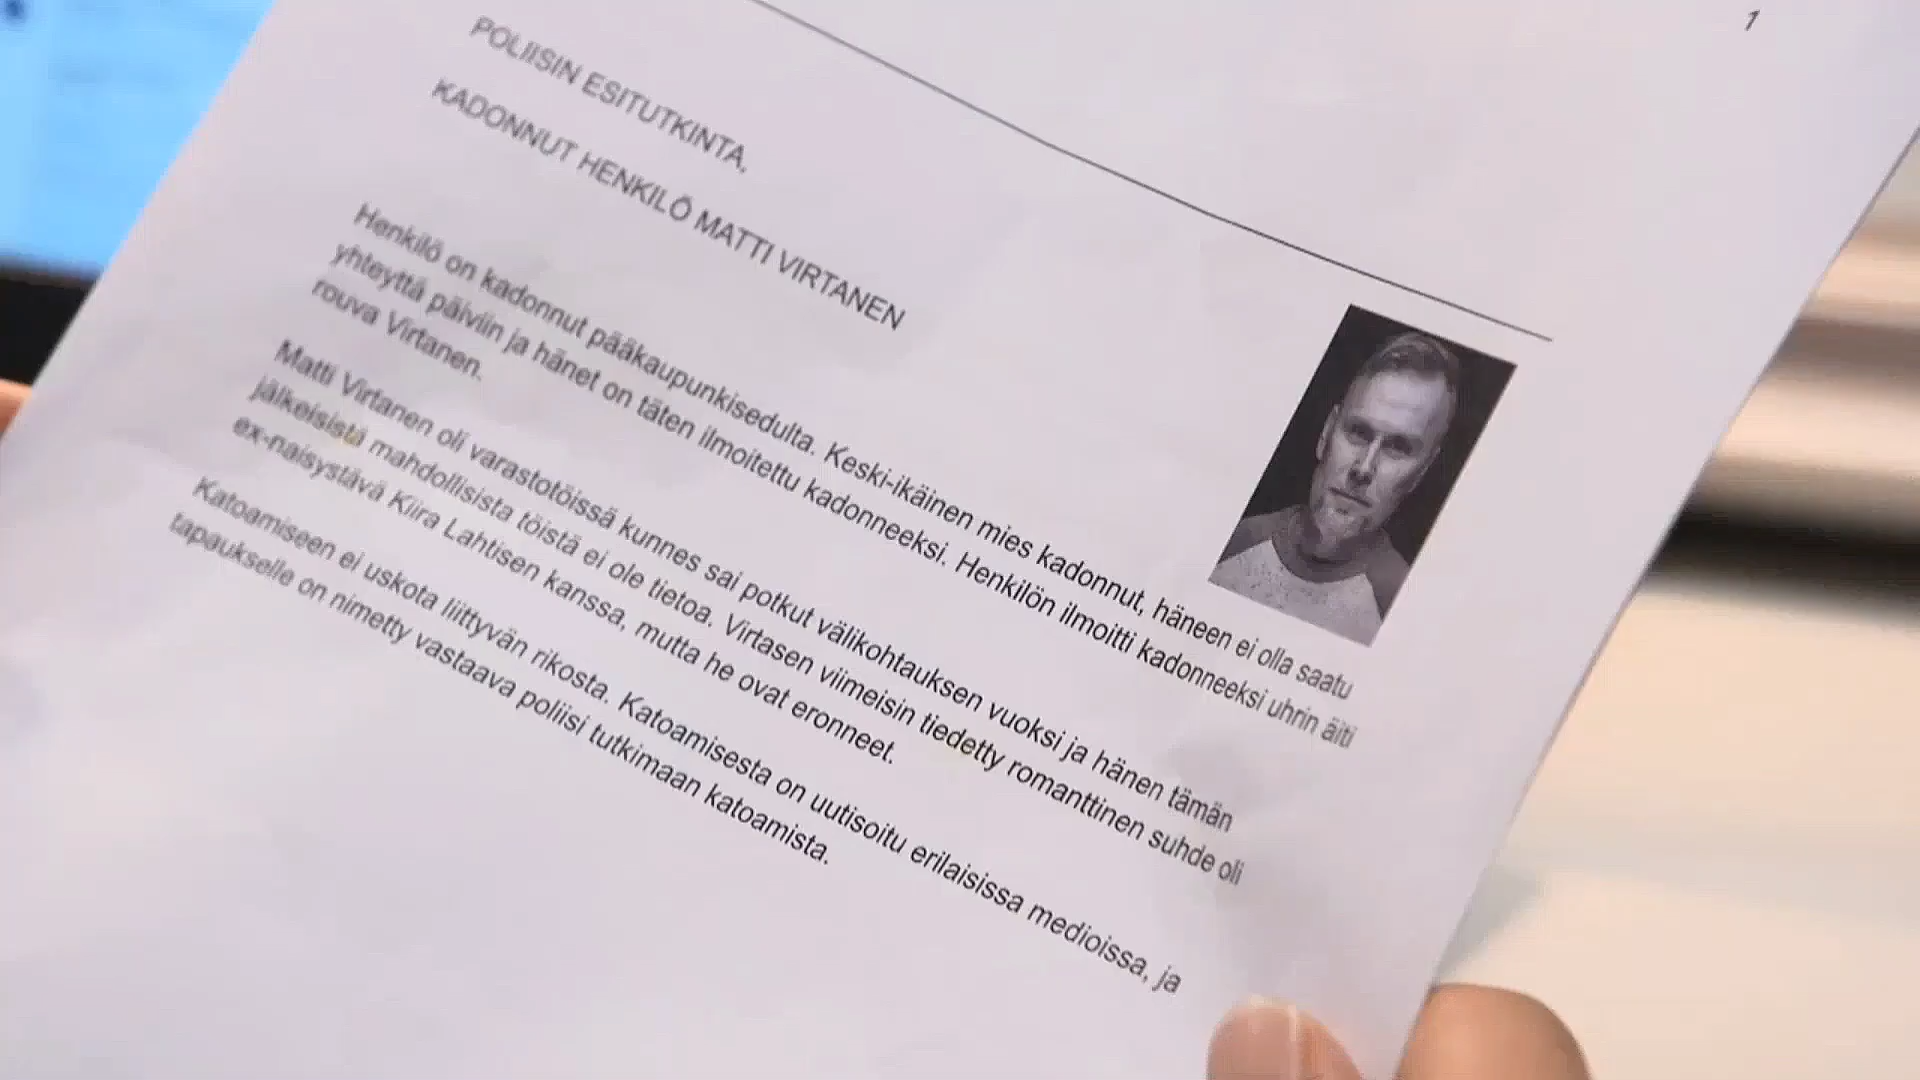 1
POLIISIN ESITUTKINTA,
KADONNUT HENKILÖ MATTI VIRTANEN
Henkilö on kadonnut pääkaupunkisedulta. Keski-ikäinen mies kadonnut, häneen ei olla saatu
yhteyttä päiviin ja hänet on täten ilmoitettu kadonneeksi. Henkilön ilmoitti kadonneeksi uhrin äiti
rouva Virtanen.
Matti Virtanen oli varastotöissä kunnes sai potkut välikohtauksen vuoksi ja hänen tämän
jälkeisistä mahdollisista töistä ei ole tietoa. Virtasen viimeisin tiedetty romanttinen suhde oli
ex-naisystävä Kiira Lahtisen kanssa, mutta he ovat eronneet.
Katoamiseen ei uskota liittyvän rikosta. Katoamisesta on uutisoitu erilaisissa medioissa, ja
tapaukselle on nimetty vastaava poliisi tutkimaan katoamista.